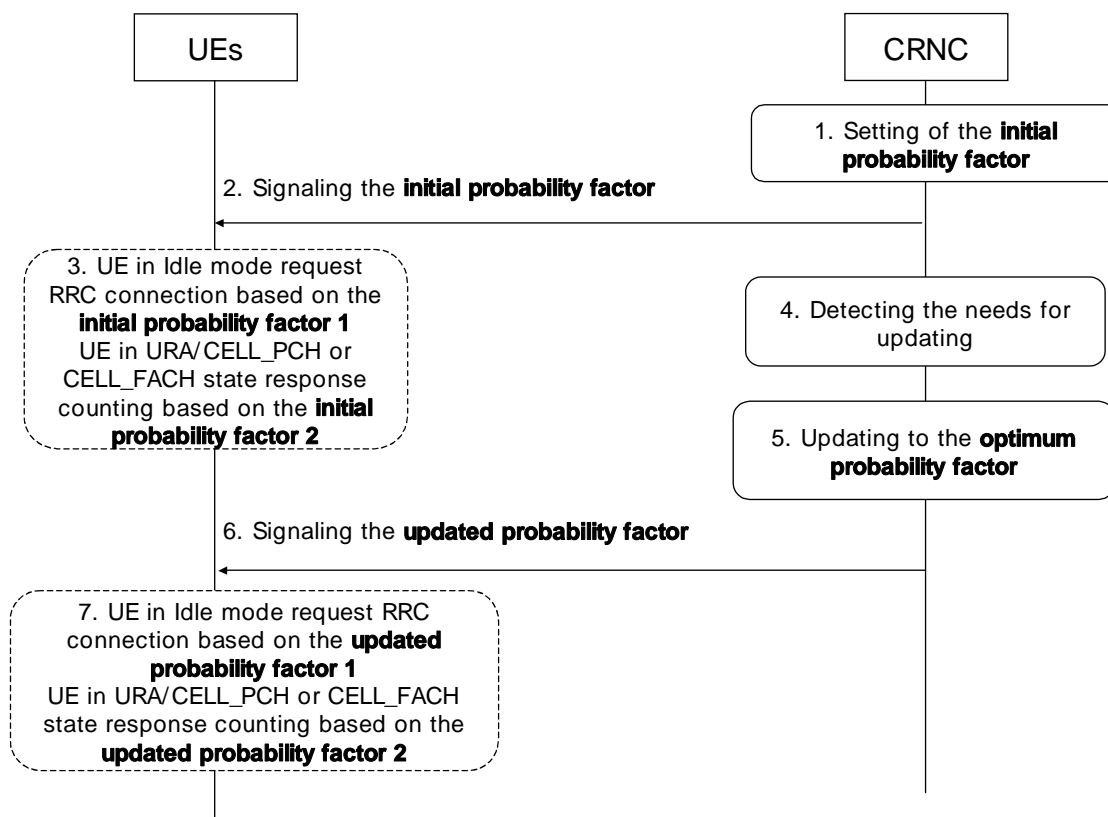 UEs
CRNC
1. Setting of the initial
probability factor
2. Signaling the initial probability factor
3. UE in Idle mode request
RRC connection based on the
initial probability factor 1
UE in URA/CELL_PCH or
CELL_FACH state response
counting based on the initial
probability factor 2
4. Detecting the needs for
updating
5. Updating to the optimum
probability factor
6. Signaling the updated probability factor
7. UE in Idle mode request RRC
connection based on the updated
probability factor 1
UE in URA/CELL_PCH or CELL_FACH
state response counting based on the
updated probability factor 2